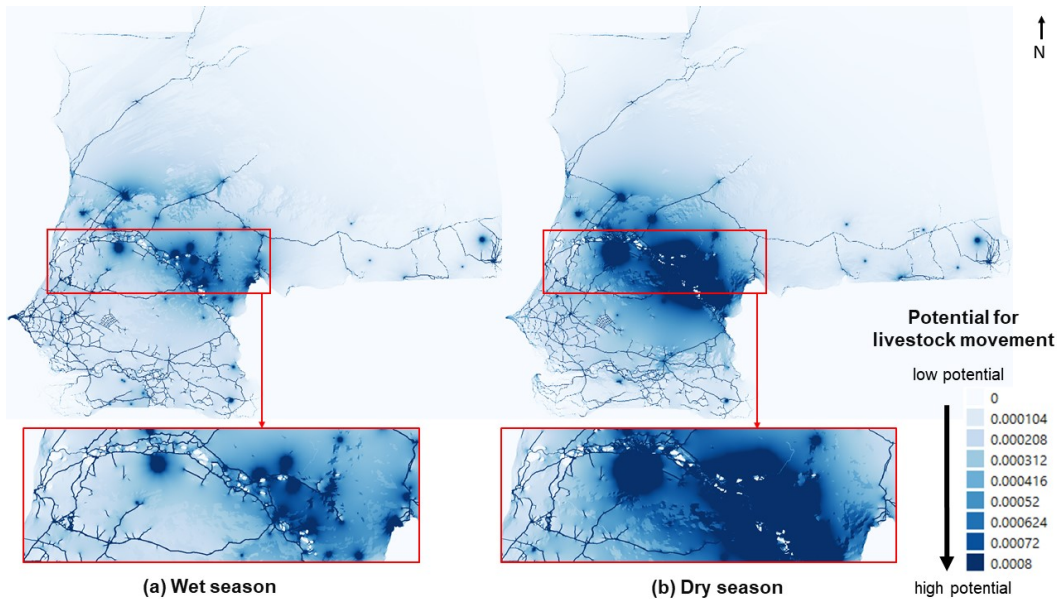 N
Potential for
livestock movement
low potential
0
0.000104
0.000208
0.000312
0.000416
0.00052
0.000624
0.00072
0.0008
high potential
(a) Wet season
(b) Dry season